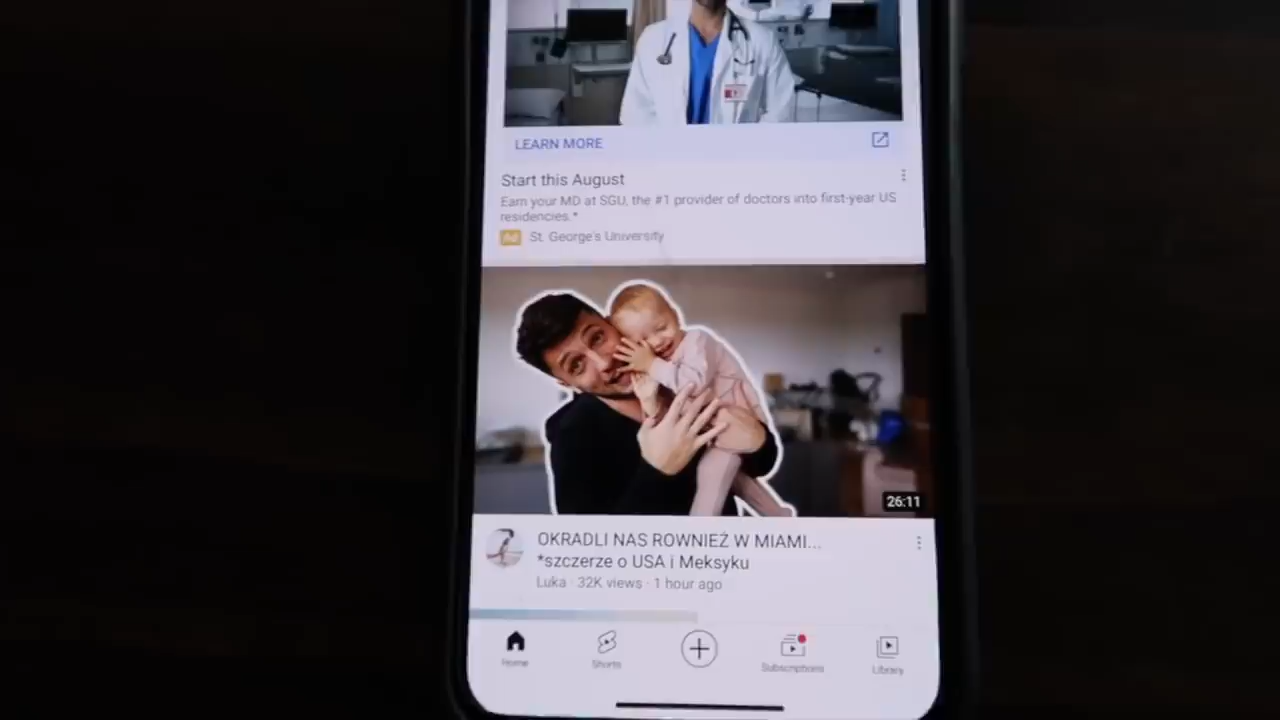 LEARN MORE
Start this August
Earn your MD at SGU, the #1 provider of doctors into first-year US
residencies.*
Ad St. George's University
26:11
OKRADLI NAS ROWNIEŻ W MIAMI...
*szczerze o USA i Meksyku
Luka · 32K views · 1 hour ago
Home Shorts Subscriptions Library